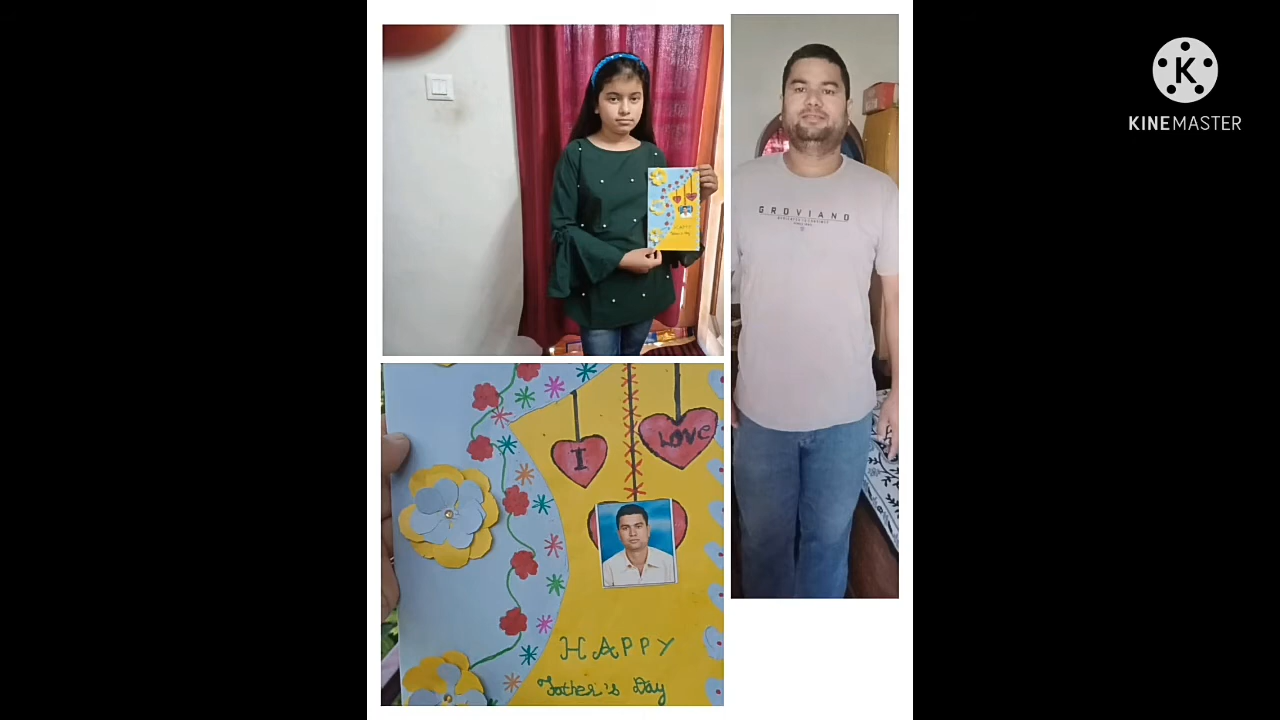 KINEMASTER
GROVIANO
I
LOVE
HAPPY
Father's Day